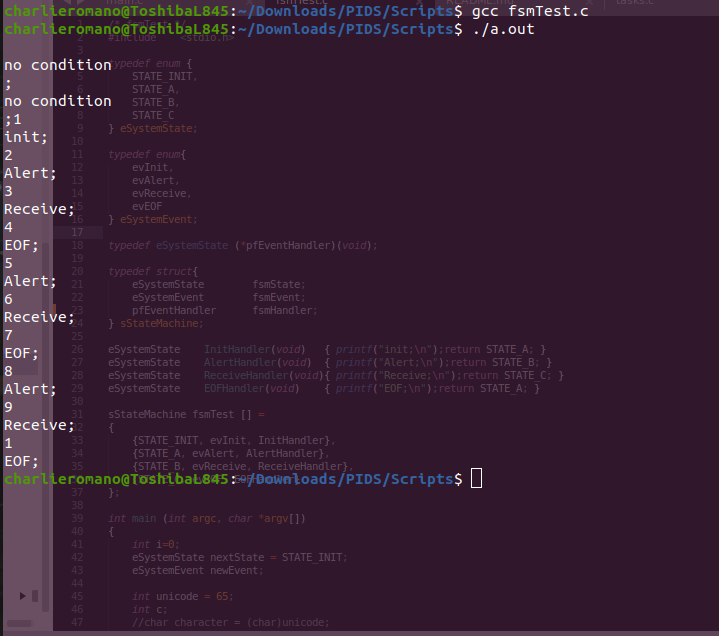 charlieromano@ToshibaL845:~/Downloads/PIDS/Scripts$ gcc fsmTest.c
charlieromano@ToshibaL845:~/Downloads/PIDS/Scripts$ ./a.out
no condition
;
no condition
;1
init;
2
Alert;
3
Receive;
4
EOF;
5
Alert;
6
Receive;
7
EOF;
8
Alert;
9
Receive;
1
EOF;
charlieromano@ToshibaL845:~/Downloads/PIDS/Scripts$
fsmTest.c
tasks.c
2 #include <stdio.h>
3
typedef enum {
STATE_INIT,
STATE_A,
STATE_B,
8 STATE_C
9 } eSystemState;
10
11 typedef enum{
12 evInit,
13 evAlert,
14 evReceive,
15 evEOF
16 } eSystemEvent;
17
18 typedef eSystemState (*pfEventHandler)(void);
19
20 typedef struct{
21 eSystemState fsmState;
22 eSystemEvent fsmEvent;
23 pfEventHandler fsmHandler;
24 } sStateMachine;
25
26 eSystemState InitHandler(void) { printf("init;\n");return STATE_A; }
27 eSystemState AlertHandler(void) { printf("Alert;\n");return STATE_B; }
28 eSystemState ReceiveHandler(void){ printf("Receive;\n");return STATE_C; }
29 eSystemState EOFHandler(void) { printf("EOF;\n");return STATE_A; }
30
31 sStateMachine fsmTest [] =
32 {
33 {STATE_INIT, evInit, InitHandler},
34 {STATE_A, evAlert, AlertHandler},
35 {STATE_B, evReceive, ReceiveHandler},
37 };
38
39 int main (int argc, char *argv[])
40 {
41 int i=0;
42 eSystemState nextState = STATE_INIT;
43 eSystemEvent newEvent;
44
45 int unicode = 65;
46 int c;
47 //char character = (char)unicode;